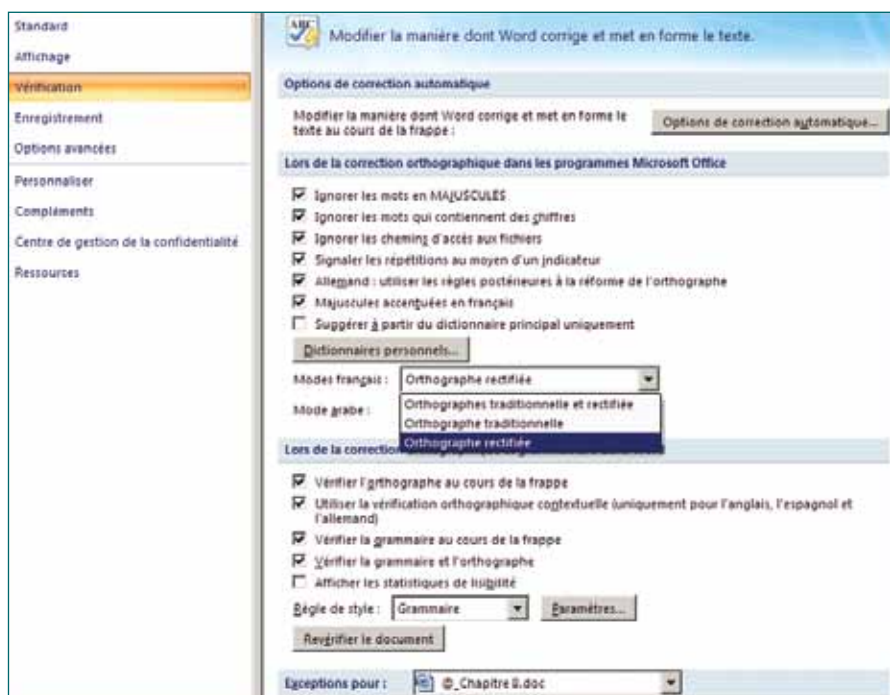 Standard
Affichage
Vérification
Enregistrement
Options avancées
Personnaliser
Compléments
Centre de gestion de la confidentialité
Ressources
ABC
Modifier la manière dont Word corrige et met en forme le texte.
Options de correction automatique
Modifier la manière dont Word corrige et met en forme le
texte au cours de la frappe :
Options de correction automatique...
Lors de la correction orthographique dans les programmes Microsoft Office
Ignorer les mots en MAJUSCULES
Ignorer les mots qui contiennent des chiffres
Ignorer les chemins d'accès aux fichiers
Signaler les répétitions au moyen d'un indicateur
Allemand : utiliser les règles postérieures à la réforme de l'orthographe
Majuscules accentuées en français
Suggérer à partir du dictionnaire principal uniquement
Dictionnaires personnels...
Modes français : Orthographe rectifiée
Mode arabe :
Orthographes traditionnelle et rectifiée
Orthographe traditionnelle
Orthographe rectifiée
Lors de la correction
Vérifier l'orthographe au cours de la frappe
Utiliser la vérification orthographique contextuelle (uniquement pour l'anglais, l'espagnol et
l'allemand)
Vérifier la grammaire au cours de la frappe
Vérifier la grammaire et l'orthographe
Afficher les statistiques de lisibilité
Règle de style : Grammaire Paramètres...
Revérifier le document
Exceptions pour : @_Chapitre 8.doc